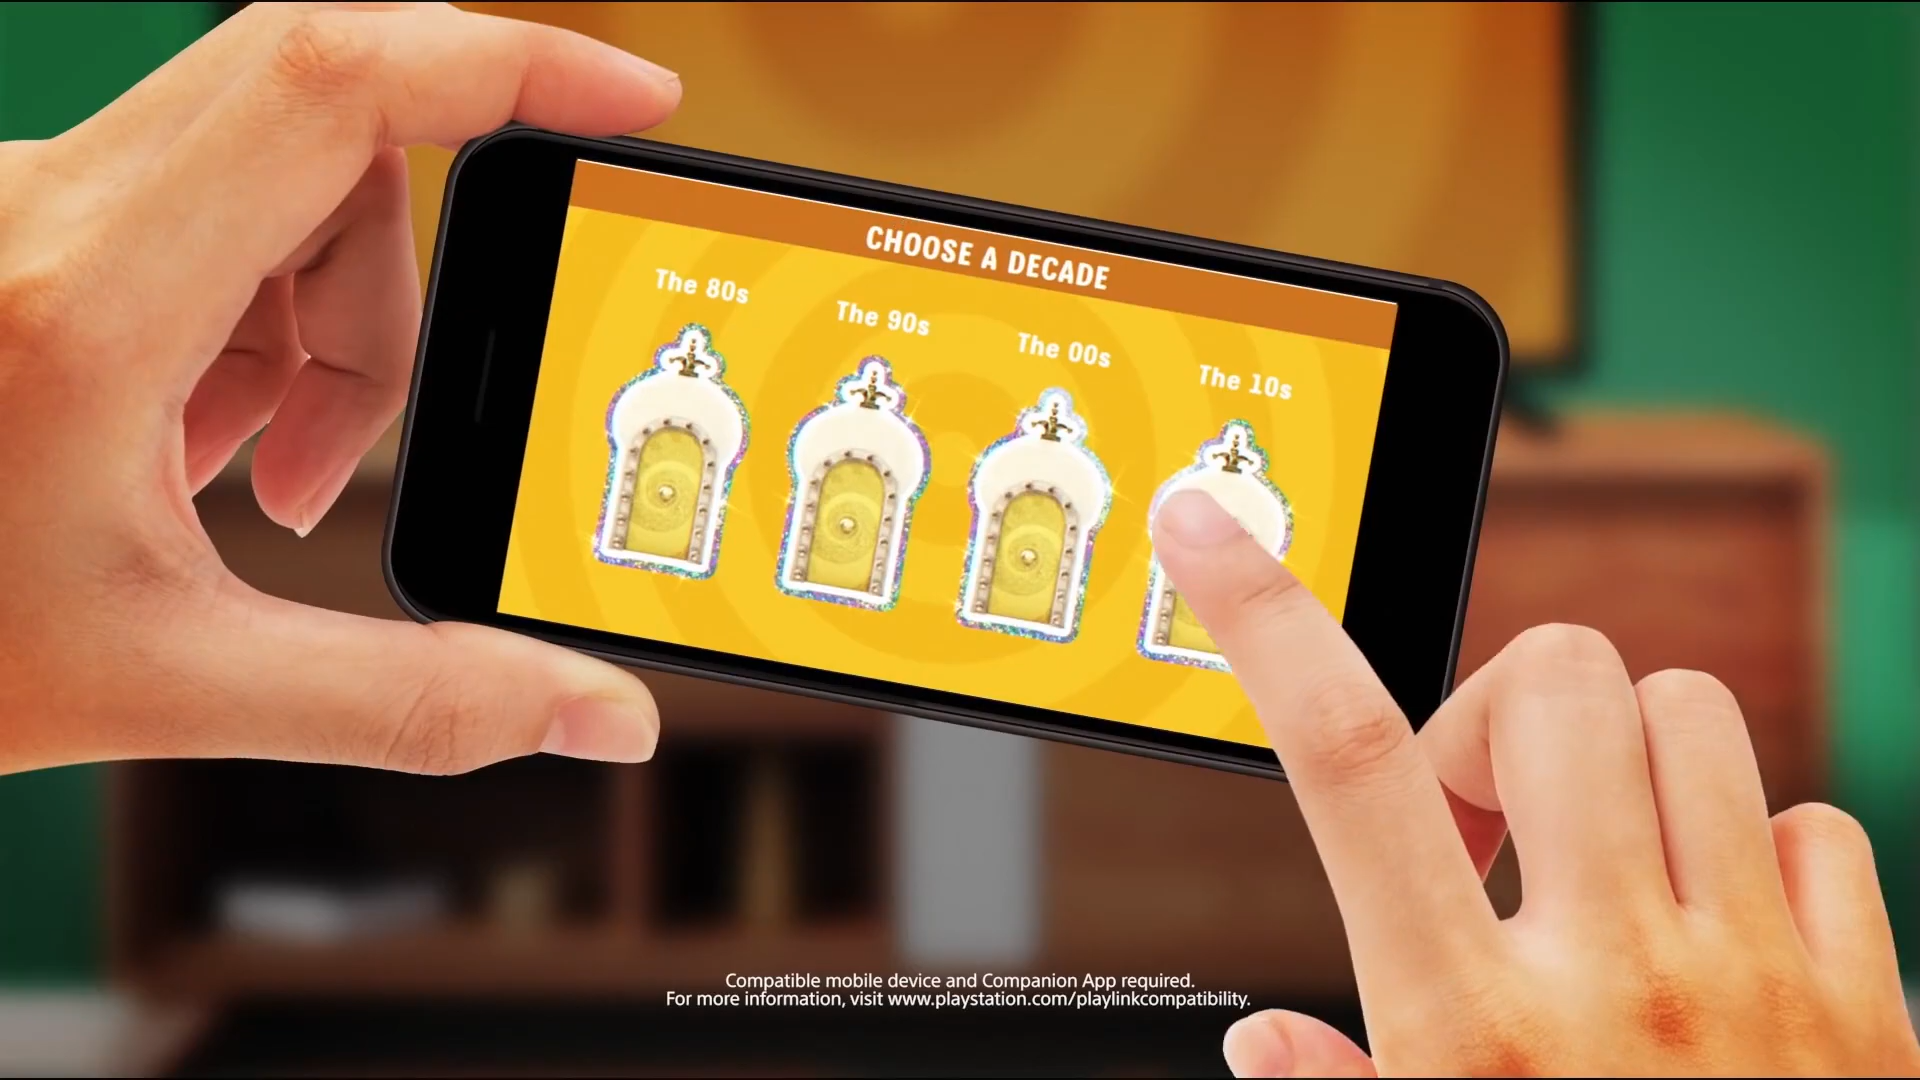 CHOOSE A DECADE
The 80s
The 90s
The 00s
The 10s
Compatible mobile device and Companion App required.
For more information, visit www.playstation.com/playlinkcompatibility.